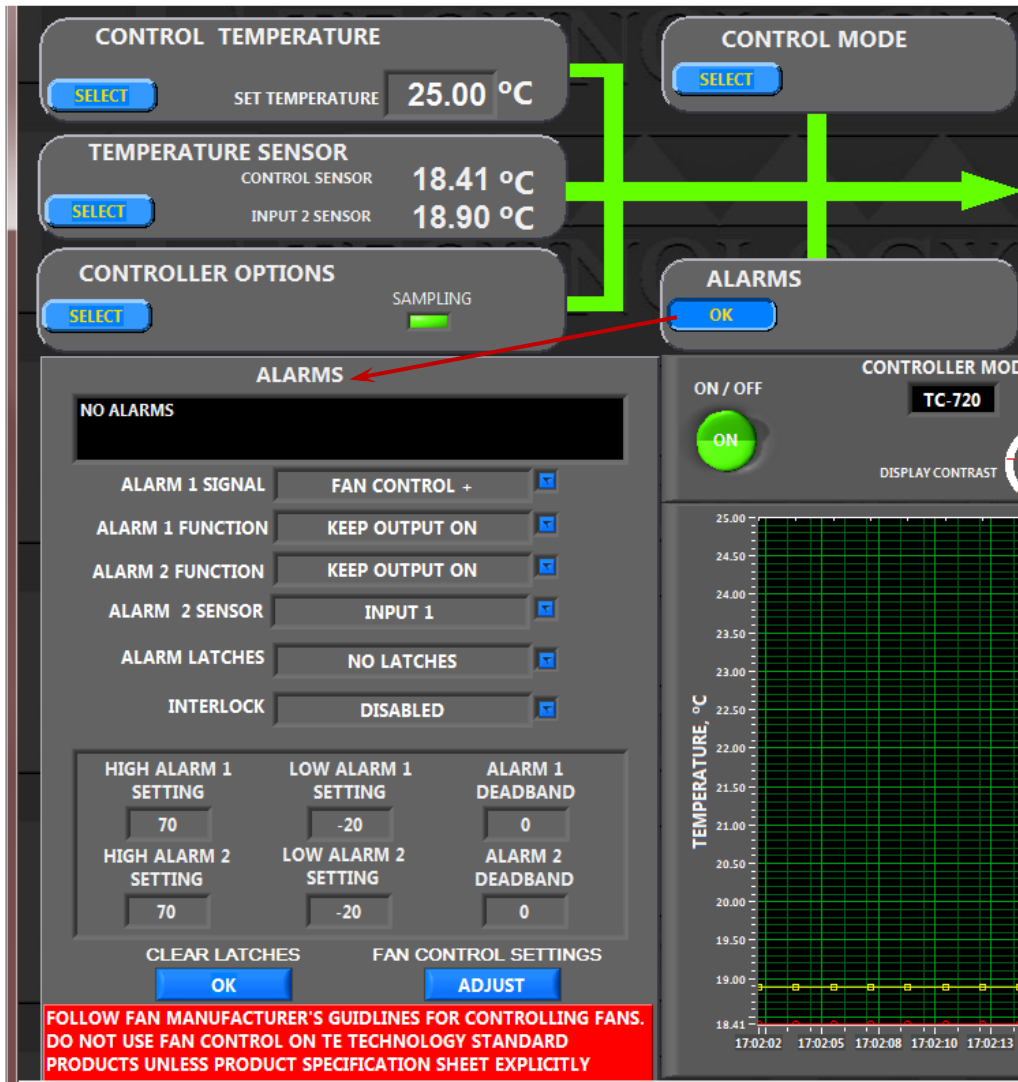 CONTROL TEMPERATURE
SELECT
SET TEMPERATURE 25.00 ºC
CONTROL MODE
SELECT
TEMPERATURE SENSOR
CONTROL SENSOR 18.41 ºC
SELECT
INPUT 2 SENSOR 18.90 ºC
CONTROLLER OPTIONS
SAMPLING
SELECT
ALARMS
OK
ALARMS
NO ALARMS
ALARM 1 SIGNAL FAN CONTROL +
ALARM 1 FUNCTION KEEP OUTPUT ON
ALARM 2 FUNCTION KEEP OUTPUT ON
ALARM 2 SENSOR INPUT 1
ALARM LATCHES NO LATCHES
INTERLOCK DISABLED
HIGH ALARM 1 LOW ALARM 1 ALARM 1
SETTING SETTING DEADBAND
70 -20 0
HIGH ALARM 2 LOW ALARM 2 ALARM 2
SETTING SETTING DEADBAND
70 -20 0
CLEAR LATCHES FAN CONTROL SETTINGS
OK ADJUST
FOLLOW FAN MANUFACTURER'S GUIDLINES FOR CONTROLLING FANS.
DO NOT USE FAN CONTROL ON TE TECHNOLOGY STANDARD
PRODUCTS UNLESS PRODUCT SPECIFICATION SHEET EXPLICITLY
CONTROLLER MOD
ON / OFF
TC-720
ON
DISPLAY CONTRAST
TEMPERATURE, ºC
25.00
24.50
24.00
23.50
23.00
22.50
22.00
21.50
21.00
20.50
20.00
19.50
19.00
18.41
17:02:02 17:02:05 17:02:08 17:02:10 17:02:13